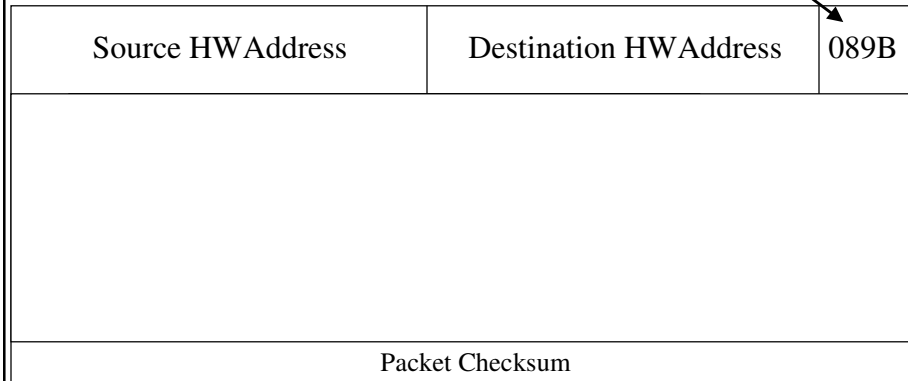 Source HWAddress Destination HWAddress 089B
Packet Checksum